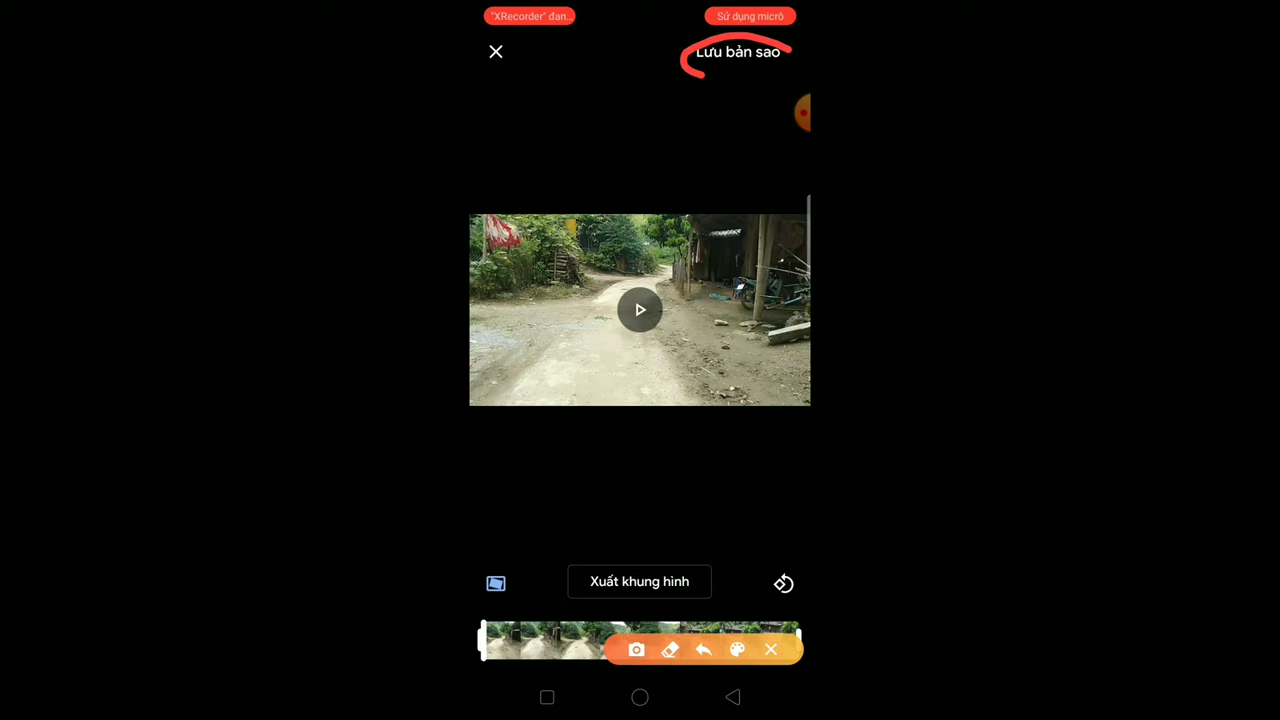 "XRecorder" đan...
Sử dụng micrô
Lưu bản sao
Xuất khung hình